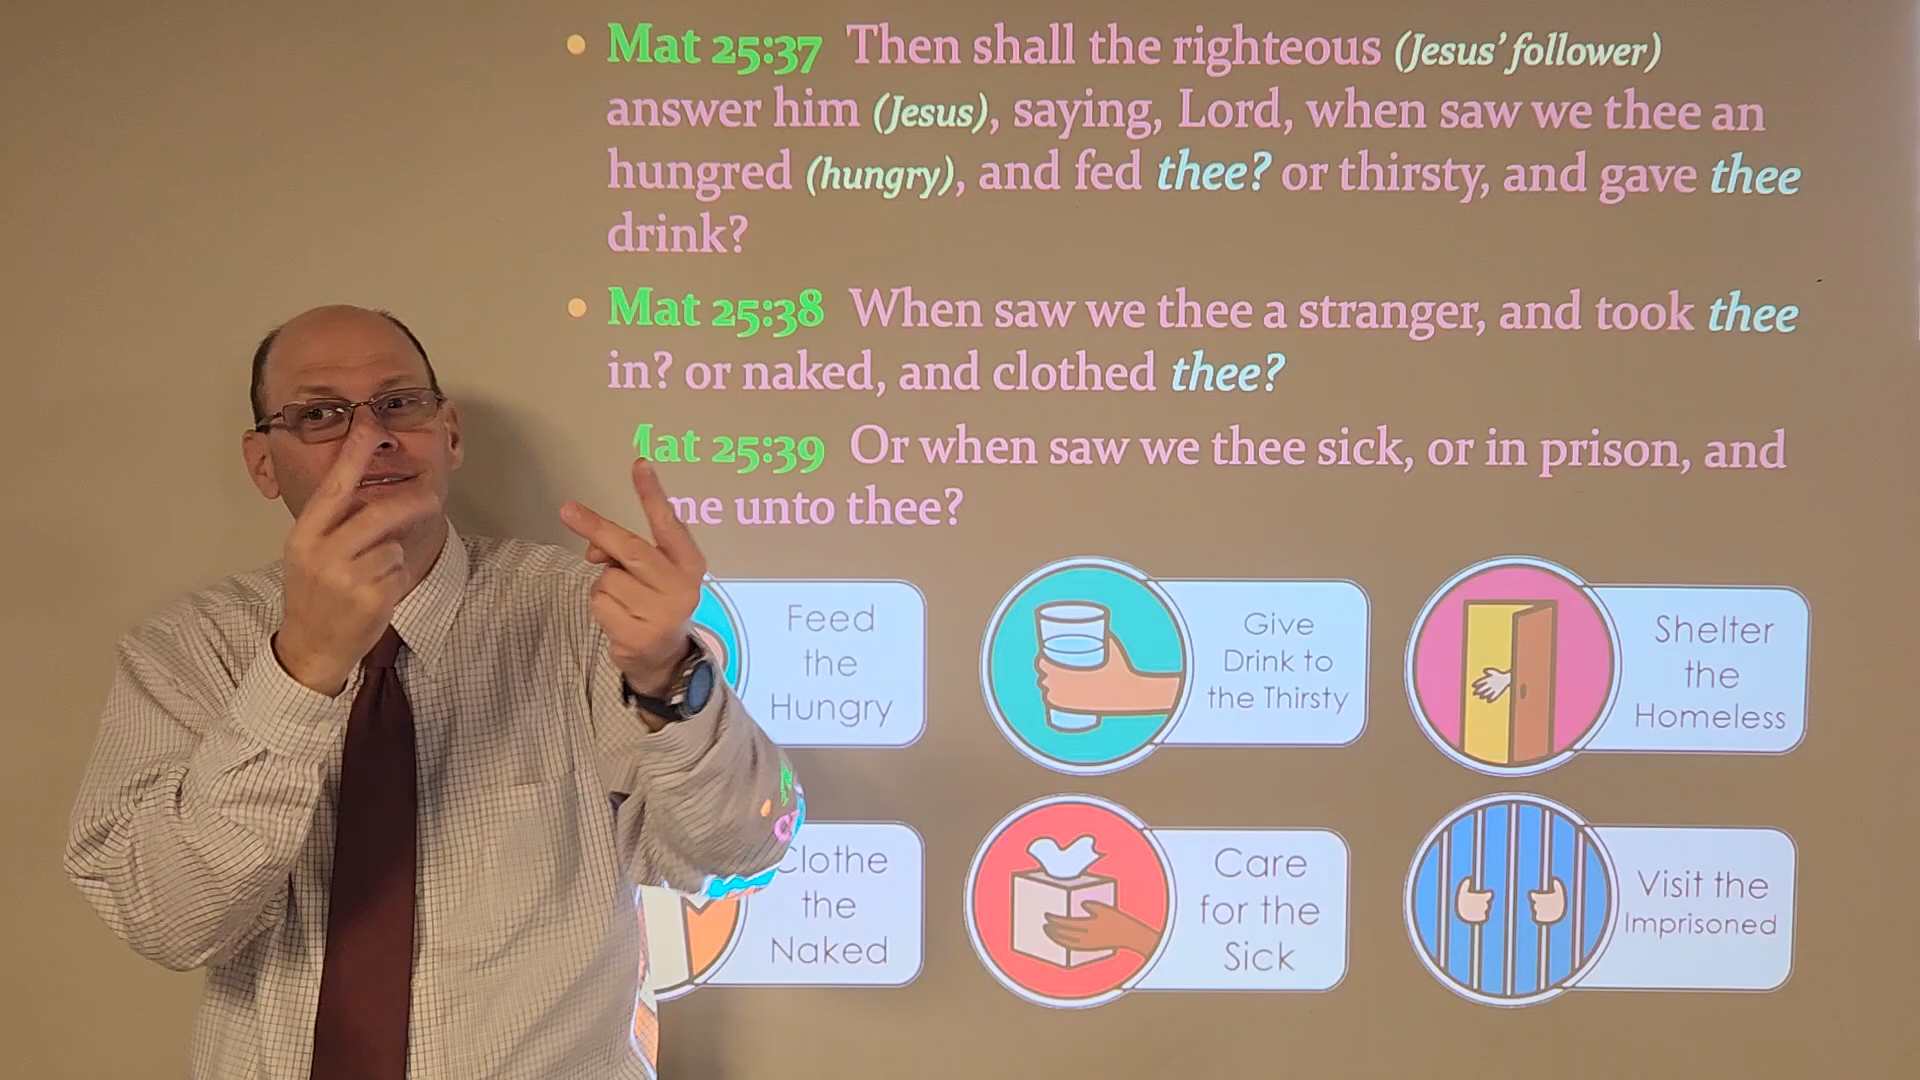 • Mat 25:37 Then shall the righteous (Jesus' follower)
answer him (Jesus), saying, Lord, when saw we thee an
hungred (hungry), and fed thee? or thirsty, and gave thee
drink?
• Mat 25:38 When saw we thee a stranger, and took thee
in? or naked, and clothed thee?
25:39 Or when saw we thee sick, or in prison, and
unto thee?
Feed
the
Hungry
Give
Drink to
the Thirsty
Shelter
the
Homeless
Clothe
the
Naked
Care
for the
Sick
Visit the
Imprisoned